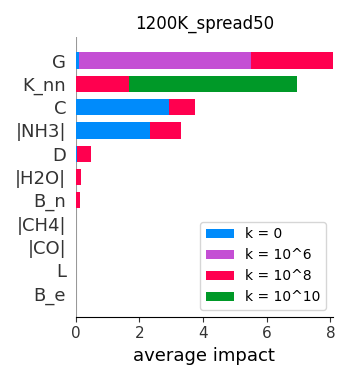 1200K_spread50
G
K_nn
C
|NH3|
D
|H2O|
B_n
|CH4|
|CO|
L
B_e
k = 0
k = 10^6
k = 10^8
k = 10^10
0 2 4 6 8
average impact